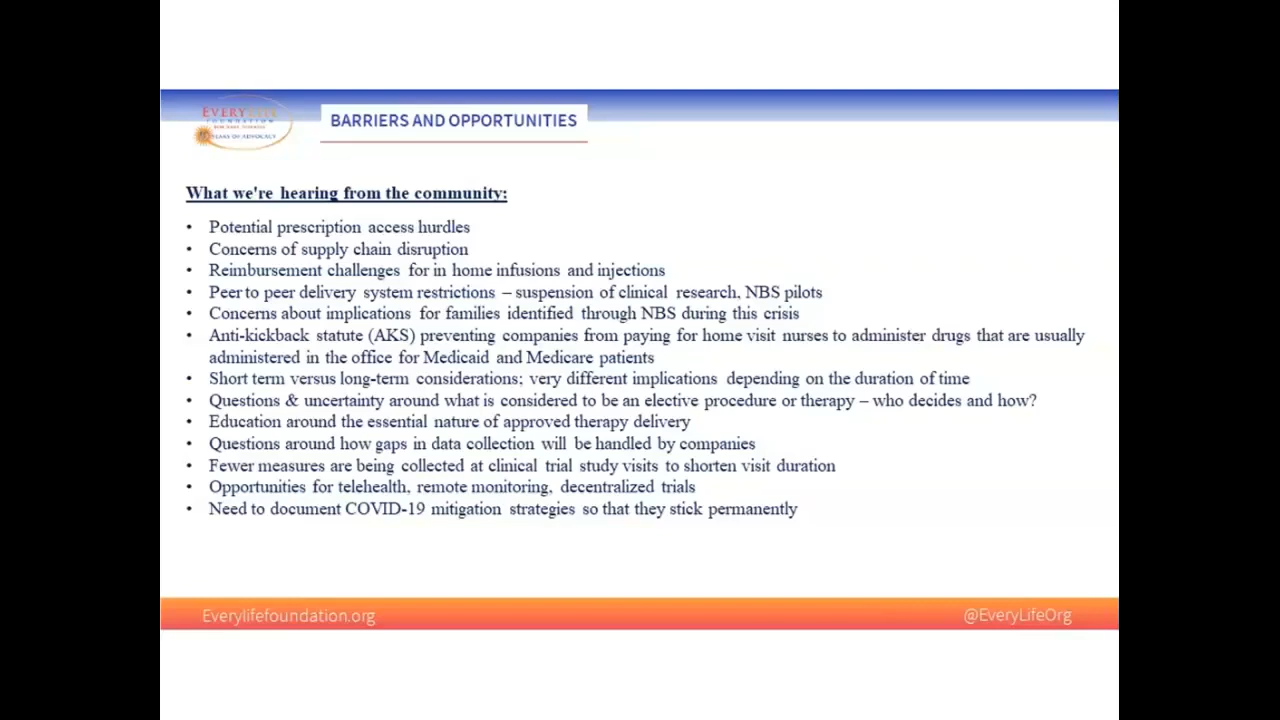 EVERYLIFE
FOUNDATION
FOR RARE DISEASES
YEARS OF ADVOCACY
BARRIERS AND OPPORTUNITIES
What we're hearing from the community:
• Potential prescription access hurdles
• Concerns of supply chain disruption
• Reimbursement challenges for in home infusions and injections
• Peer to peer delivery system restrictions – suspension of clinical research, NBS pilots
• Concerns about implications for families identified through NBS during this crisis
• Anti-kickback statute (AKS) preventing companies from paying for home visit nurses to administer drugs that are usually
administered in the office for Medicaid and Medicare patients
• Short term versus long-term considerations; very different implications depending on the duration of time
• Questions & uncertainty around what is considered to be an elective procedure or therapy – who decides and how?
• Education around the essential nature of approved therapy delivery
• Questions around how gaps in data collection will be handled by companies
• Fewer measures are being collected at clinical trial study visits to shorten visit duration
• Opportunities for telehealth, remote monitoring, decentralized trials
• Need to document COVID-19 mitigation strategies so that they stick permanently
Everylifefoundation.org
@EveryLifeOrg